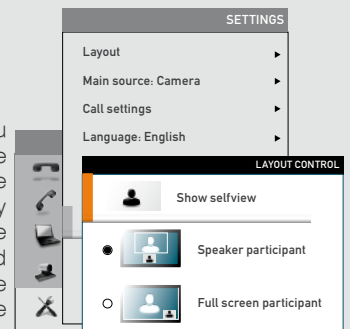 SETTINGS
Layout
Main source: Camera
Call settings
Language: English
LAYOUT CONTROL
Show selfview
Speaker participant
Full screen participant